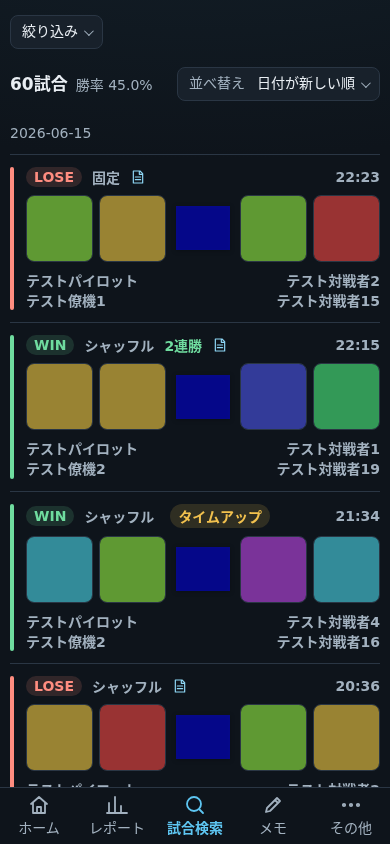 絞り込み
60試合 勝率 45.0% 並べ替え 日付が新しい順
2026-06-15
LOSE 固定 22:23
テストパイロット テスト対戦者2
テスト僚機1 テスト対戦者15
WIN シャッフル 2連勝 22:15
テストパイロット テスト対戦者1
テスト僚機2 テスト対戦者19
WIN シャッフル タイムアップ 21:34
テストパイロット テスト対戦者4
テスト僚機2 テスト対戦者16
LOSE シャッフル 20:36
ホーム レポート 試合検索 メモ その他